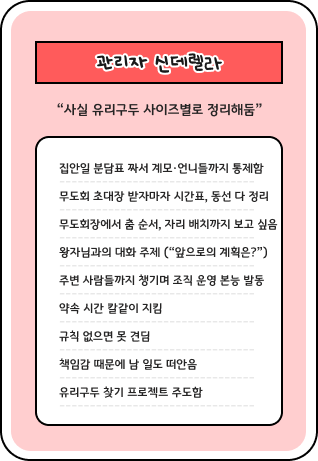 관리자 신데렐라
“사실 유리구두 사이즈별로 정리해둠”
집안일 분담표 짜서 계모·언니들까지 통제함
무도회 초대장 받자마자 시간표, 동선 다 정리
무도회장에서 춤 순서, 자리 배치까지 보고 싶음
왕자님과의 대화 주제 (“앞으로의 계획은?”)
주변 사람들까지 챙기며 조직 운영 본능 발동
약속 시간 칼같이 지킴
규칙 없으면 못 견딤
책임감 때문에 남 일도 떠안음
유리구두 찾기 프로젝트 주도함